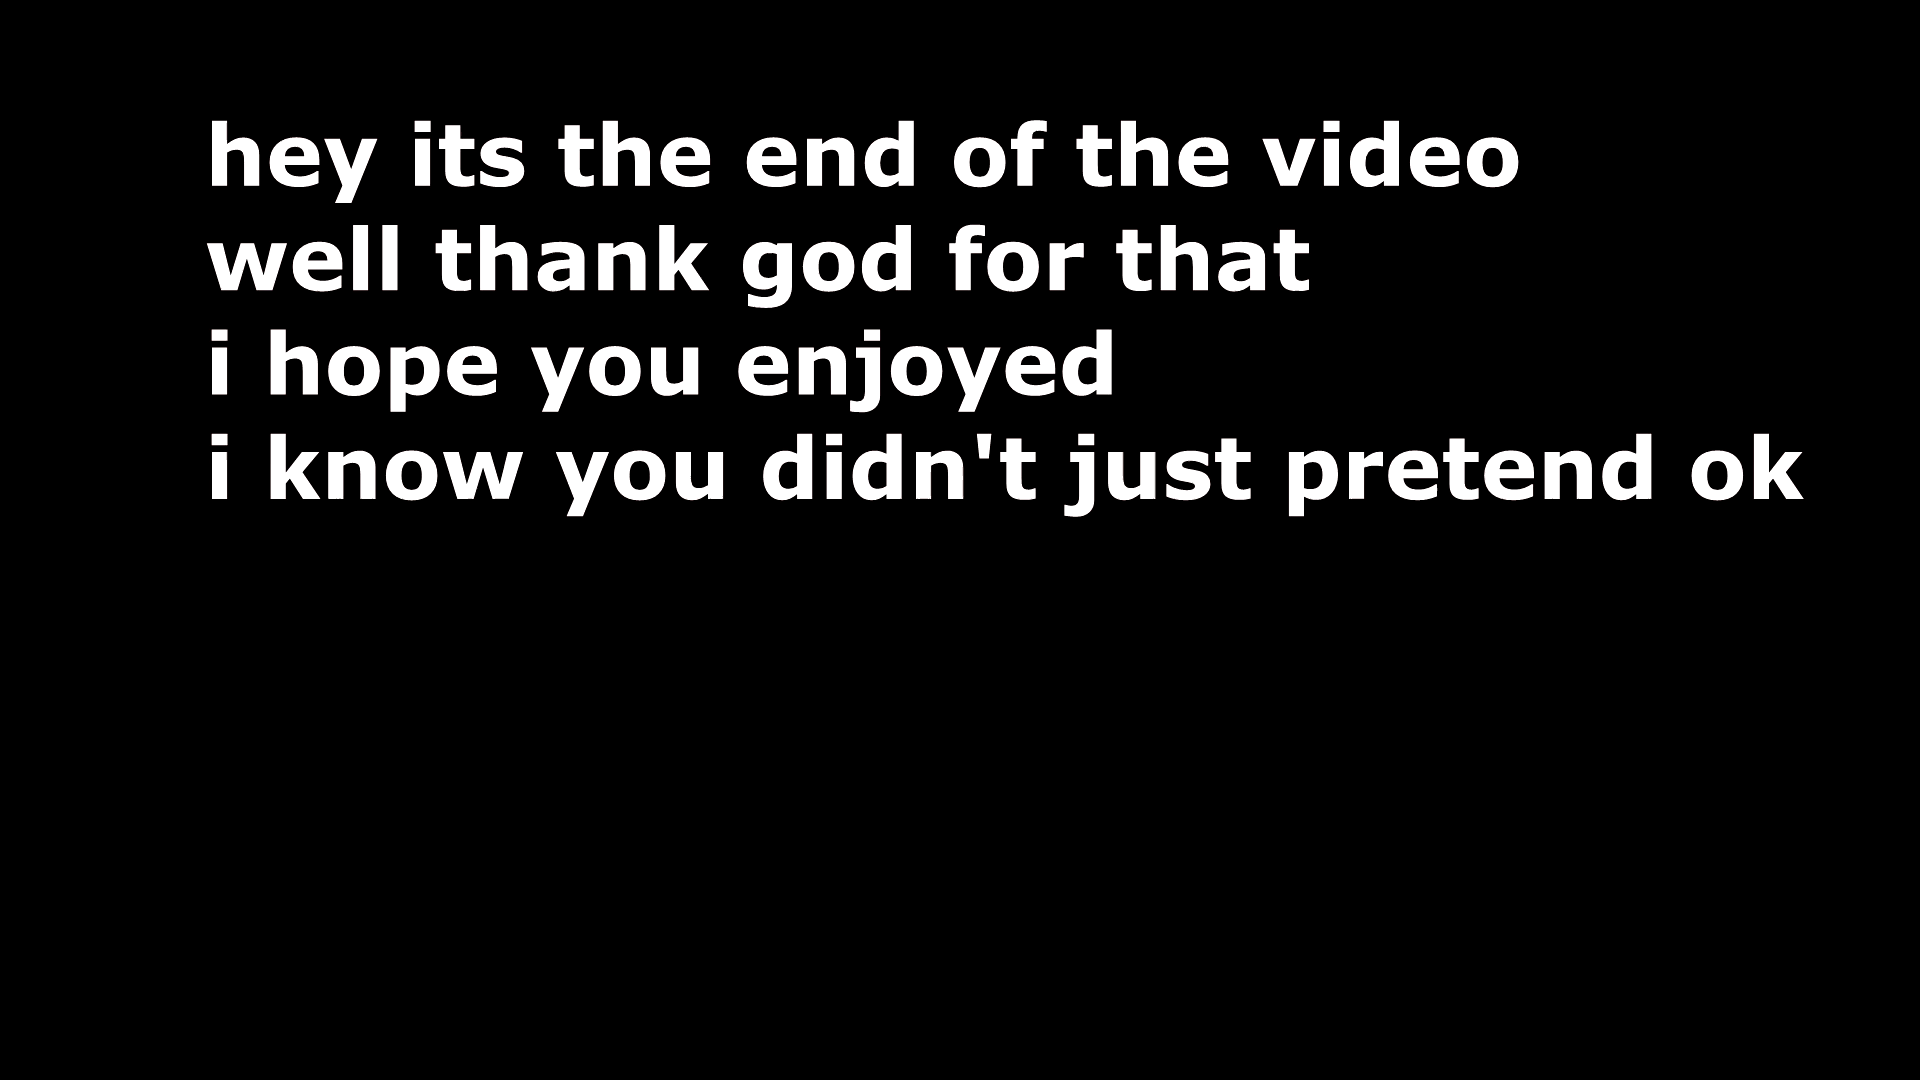 hey its the end of the video
well thank god for that
i hope you enjoyed
i know you didn't just pretend ok